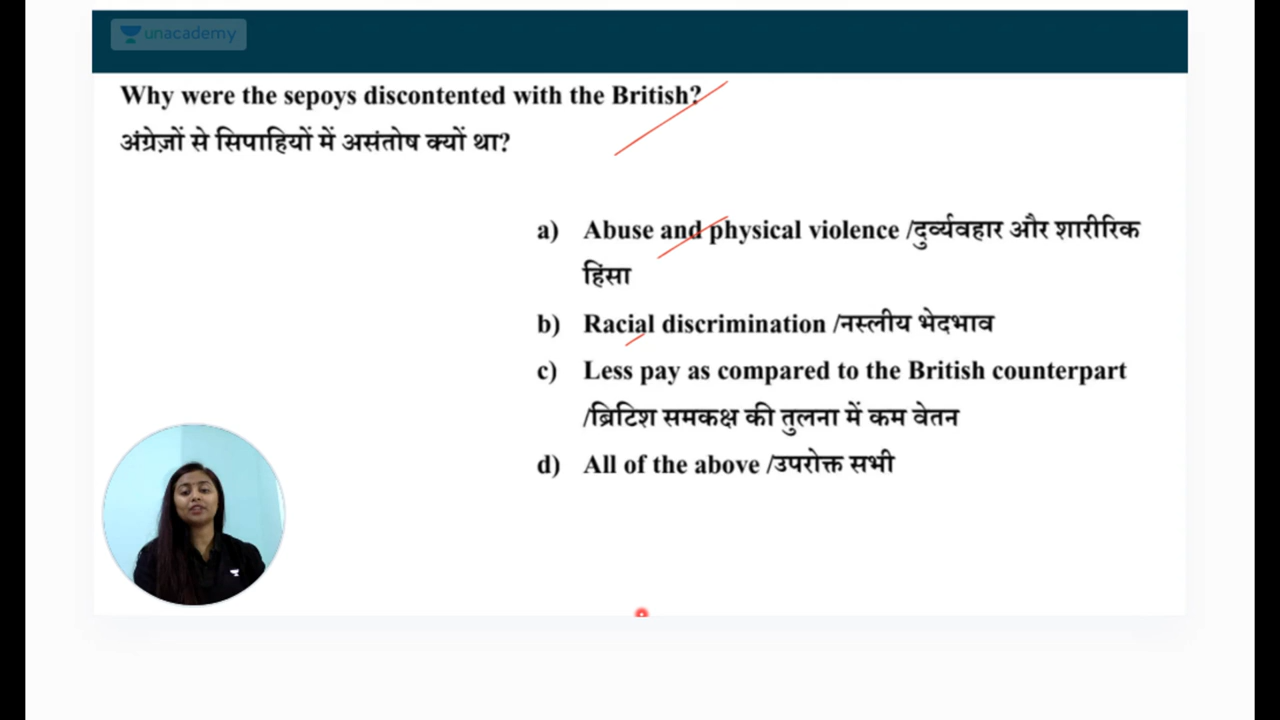 unacademy
Why were the sepoys discontented with the British?
अंग्रेज़ों से सिपाहियों में असंतोष क्यों था?
a) Abuse and physical violence /दुर्व्यवहार और शारीरिक
हिंसा
b) Racial discrimination /नस्लीय भेदभाव
c) Less pay as compared to the British counterpart
/ब्रिटिश समकक्ष की तुलना में कम वेतन
d) All of the above /उपरोक्त सभी